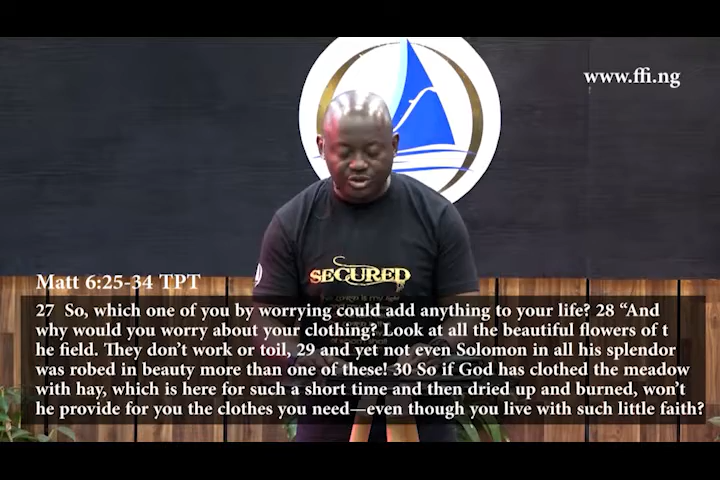 www.ffi.ng
SECURED
Matt 6:25-34 TPT
27 So, which one of you by worrying could add anything to your life? 28 “And
why would you worry about your clothing? Look at all the beautiful flowers of t
he field. They don’t work or toil, 29 and yet not even Solomon in all his splendor
was robed in beauty more than one of these! 30 So if God has clothed the meadow
with hay, which is here for such a short time and then dried up and burned, won’t
he provide for you the clothes you need—even though you live with such little faith?